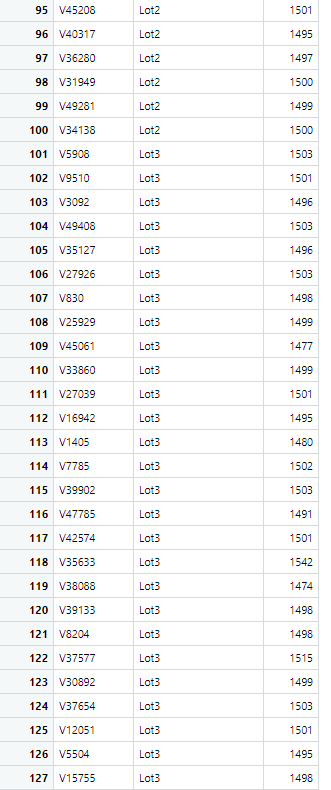 95 V45208 Lot2 1501
96 V40317 Lot2 1495
97 V36280 Lot2 1497
98 V31949 Lot2 1500
99 V49281 Lot2 1499
100 V34138 Lot2 1500
101 V5908 Lot3 1503
102 V9510 Lot3 1501
103 V3092 Lot3 1496
104 V49408 Lot3 1503
105 V35127 Lot3 1496
106 V27926 Lot3 1503
107 V830 Lot3 1498
108 V25929 Lot3 1499
109 V45061 Lot3 1477
110 V33860 Lot3 1499
111 V27039 Lot3 1501
112 V16942 Lot3 1495
113 V1405 Lot3 1480
114 V7785 Lot3 1502
115 V39902 Lot3 1503
116 V47785 Lot3 1491
117 V42574 Lot3 1501
118 V35633 Lot3 1542
119 V38088 Lot3 1474
120 V39133 Lot3 1498
121 V8204 Lot3 1498
122 V37577 Lot3 1515
123 V30892 Lot3 1499
124 V37654 Lot3 1503
125 V12051 Lot3 1501
126 V5504 Lot3 1495
127 V15755 Lot3 1498